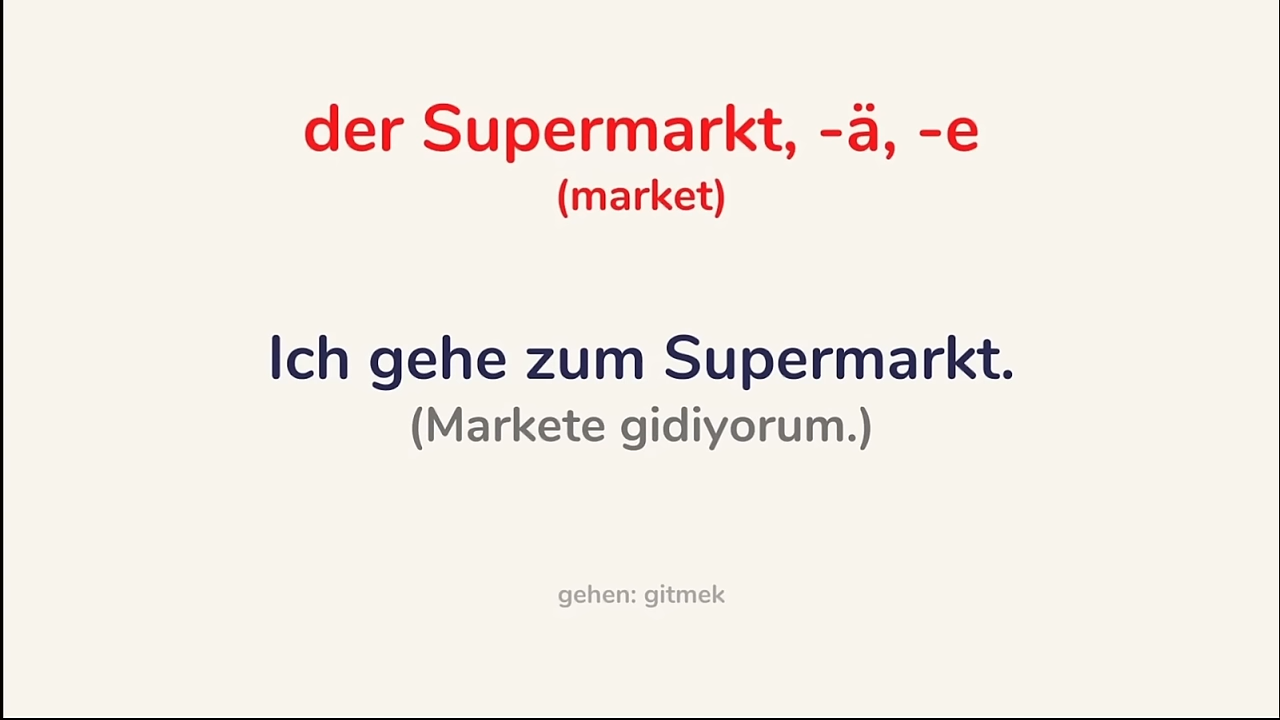 der Supermarkt, -ä, -e
(market)
Ich gehe zum Supermarkt.
(Markete gidiyorum.)
gehen: gitmek